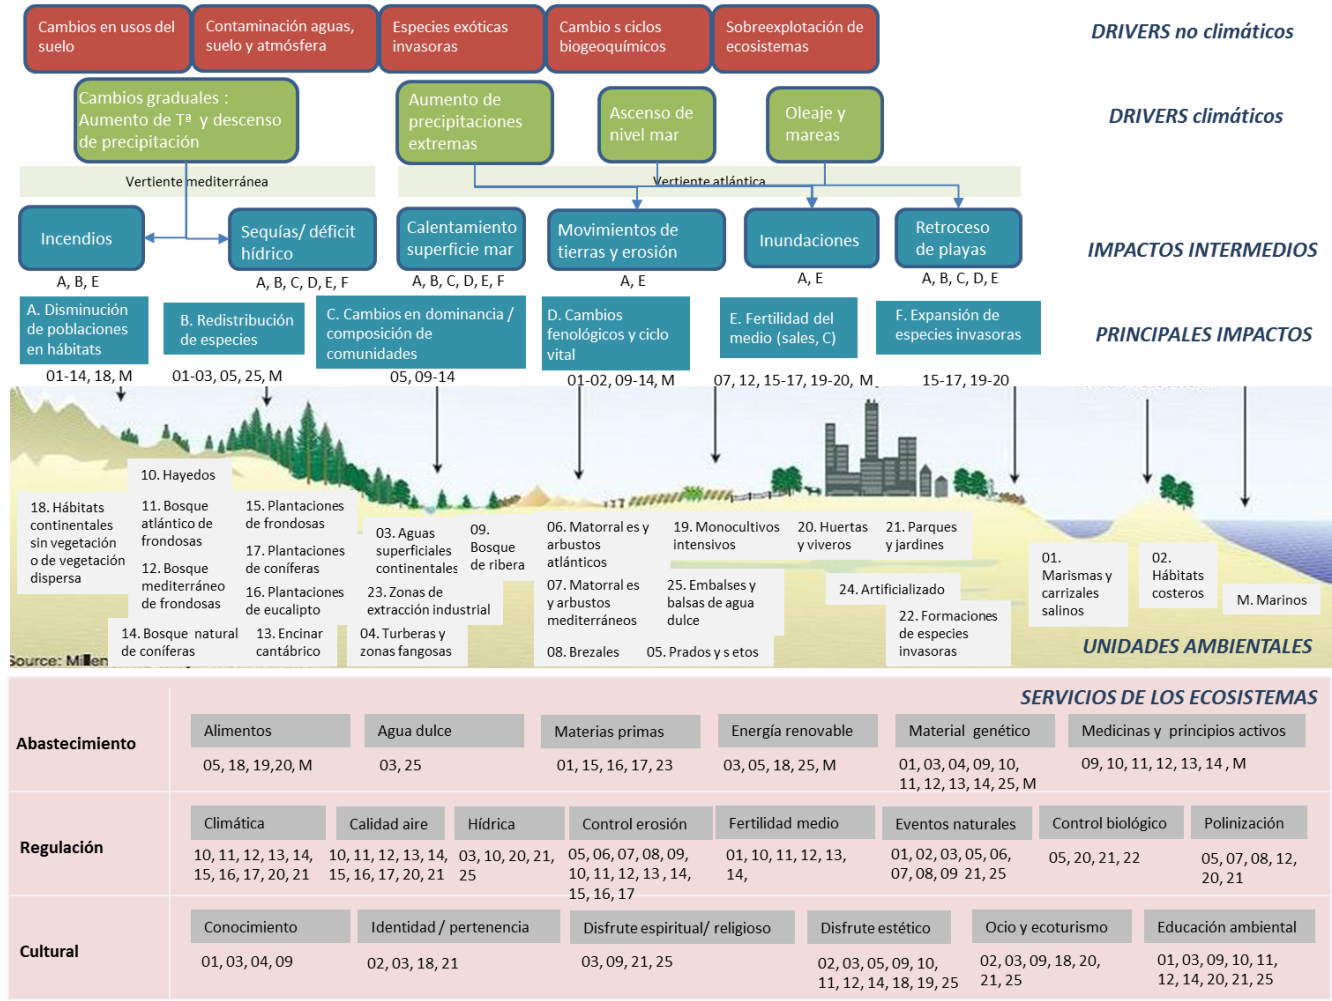 Cambios en usos del
suelo
Contaminación aguas,
suelo y atmósfera
Especies exóticas
invasoras
Cambio s ciclos
biogeoquímicos
Sobreexplotación de
ecosistemas
DRIVERS no climáticos
Cambios graduales :
Aumento de Tª y descenso
de precipitación
Aumento de
precipitaciones
extremas
Ascenso de
nivel mar
Oleaje y
mareas
DRIVERS climáticos
Vertiente mediterránea
Vertiente atlántica
Incendios
Sequías/ déficit
hídrico
Calentamiento
superficie mar
Movimientos de
tierras y erosión
Inundaciones
Retroceso
de playas
IMPACTOS INTERMEDIOS
A, B, E
A, B, C, D, E, F
A, B, C, D, E, F
A, E
A, E
A, B, C, D, E
A. Disminución
de poblaciones
en hábitats
B. Redistribución
de especies
C. Cambios en dominancia /
composición de
comunidades
D. Cambios
fenológicos y ciclo
vital
E. Fertilidad del
medio (sales, C)
F. Expansión de
especies invasoras
PRINCIPALES IMPACTOS
01-14, 18, M
01-03, 05, 25, M
05, 09-14
01-02, 09-14, M
07, 12, 15-17, 19-20, M
15-17, 19-20
10. Hayedos
18. Hábitats
continentales
sin vegetación
o de vegetación
dispersa
11. Bosque
atlántico de
frondosas
12. Bosque
mediterráneo
de frondosas
14. Bosque natural
de coníferas
15. Plantaciones
de frondosas
17. Plantaciones
de coníferas
16. Plantaciones
de eucalipto
13. Encinar
cantábrico
03. Aguas
superficiales
continentales
09.
Bosque
de ribera
23. Zonas de
extracción industrial
04. Turberas y
zonas fangosas
06. Matorral es y
arbustos
atlánticos
07. Matorral es
y arbustos
mediterráneos
08. Brezales
19. Monocultivos
intensivos
25. Embalses y
balsas de agua
dulce
05. Prados y s etos
20. Huertas
y viveros
21. Parques
y jardines
24. Artificializado
22. Formaciones
de especies
invasoras
01.
Marismas y
carrizales
salinos
02.
Hábitats
costeros
M. Marinos
UNIDADES AMBIENTALES
Source:
SERVICIOS DE LOS ECOSISTEMAS
Abastecimiento
Alimentos
Agua dulce
Materias primas
Energía renovable
Material genético
Medicinas y principios activos
05, 18, 19,20, M
03, 25
01, 15, 16, 17, 23
03, 05, 18, 25, M
01, 03, 04, 09, 10,
11, 12, 13, 14, 25, M
09, 10, 11, 12, 13, 14 , M
Regulación
Climática
Calidad aire
Hídrica
Control erosión
Fertilidad medio
Eventos naturales
Control biológico
Polinización
10, 11, 12, 13, 14,
15, 16, 17, 20, 21
10, 11, 12, 13, 14,
15, 16, 17, 20, 21
03, 10, 20, 21,
25
05, 06, 07, 08, 09,
10, 11, 12, 13 , 14,
15, 16, 17
01, 10, 11, 12, 13,
14,
01, 02, 03, 05, 06,
07, 08, 09 21, 25
05, 20, 21, 22
05, 07, 08, 12,
20, 21
Cultural
Conocimiento
Identidad / pertenencia
Disfrute espiritual/ religioso
Disfrute estético
Ocio y ecoturismo
Educación ambiental
01, 03, 04, 09
02, 03, 18, 21
03, 09, 21, 25
02, 03, 05, 09, 10,
11, 12, 14, 18, 19, 25
02, 03, 09, 18, 20,
21, 25
01, 03, 09, 10, 11,
12, 14, 20, 21, 25